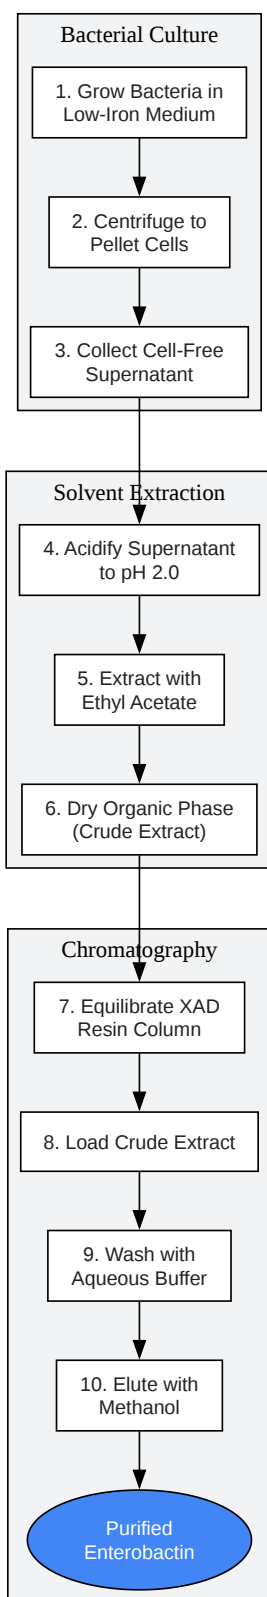 Bacterial Culture
1. Grow Bacteria in
Low-Iron Medium
2. Centrifuge to
Pellet Cells
3. Collect Cell-Free
Supernatant
Solvent Extraction
4. Acidify Supernatant
to pH 2.0
5. Extract with
Ethyl Acetate
6. Dry Organic Phase
(Crude Extract)
Chromatography
7. Equilibrate XAD
Resin Column
8. Load Crude Extract
9. Wash with
Aqueous Buffer
10. Elute with
Methanol
Purified
Enterobactin